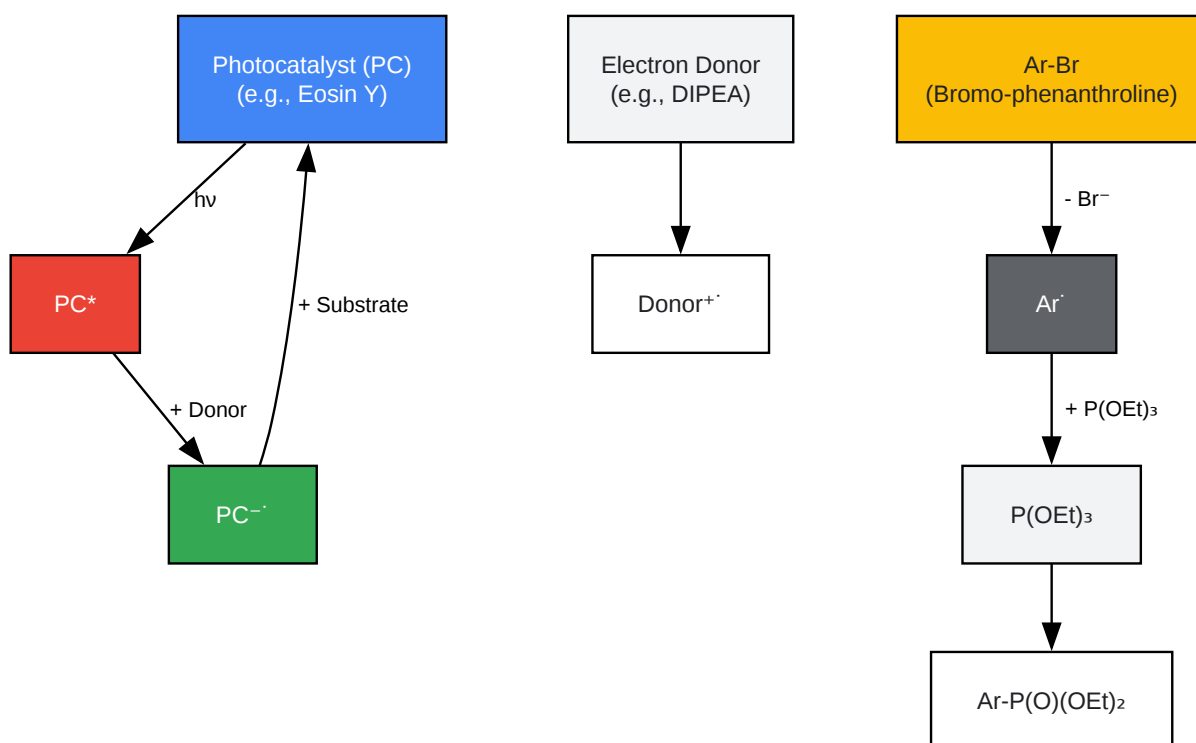 Photocatalyst (PC)
(e.g., Eosin Y)
Electron Donor
(e.g., DIPEA)
Ar-Br
(Bromo-phenanthroline)
hν
- Br⁻
PC*
+ Substrate
Donor⁺˙
Ar˙
+ Donor
+ P(OEt)₃
PC⁻˙
P(OEt)₃
Ar-P(O)(OEt)₂